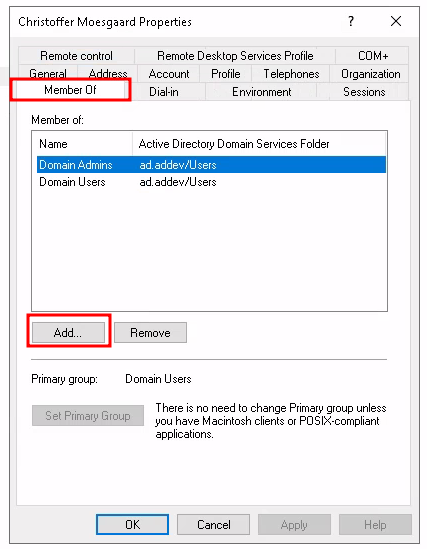 Christoffer Moesgaard Properties ? ×
Remote control Remote Desktop Services Profile COM+
General Address Account Profile Telephones Organization
Member Of Dial-in Environment Sessions
Member of:
Name Active Directory Domain Services Folder
Domain Admins ad.addev/Users
Domain Users ad.addev/Users
Add... Remove
Primary group: Domain Users
Set Primary Group
There is no need to change Primary group unless
you have Macintosh clients or POSIX-compliant
applications.
OK Cancel Apply Help